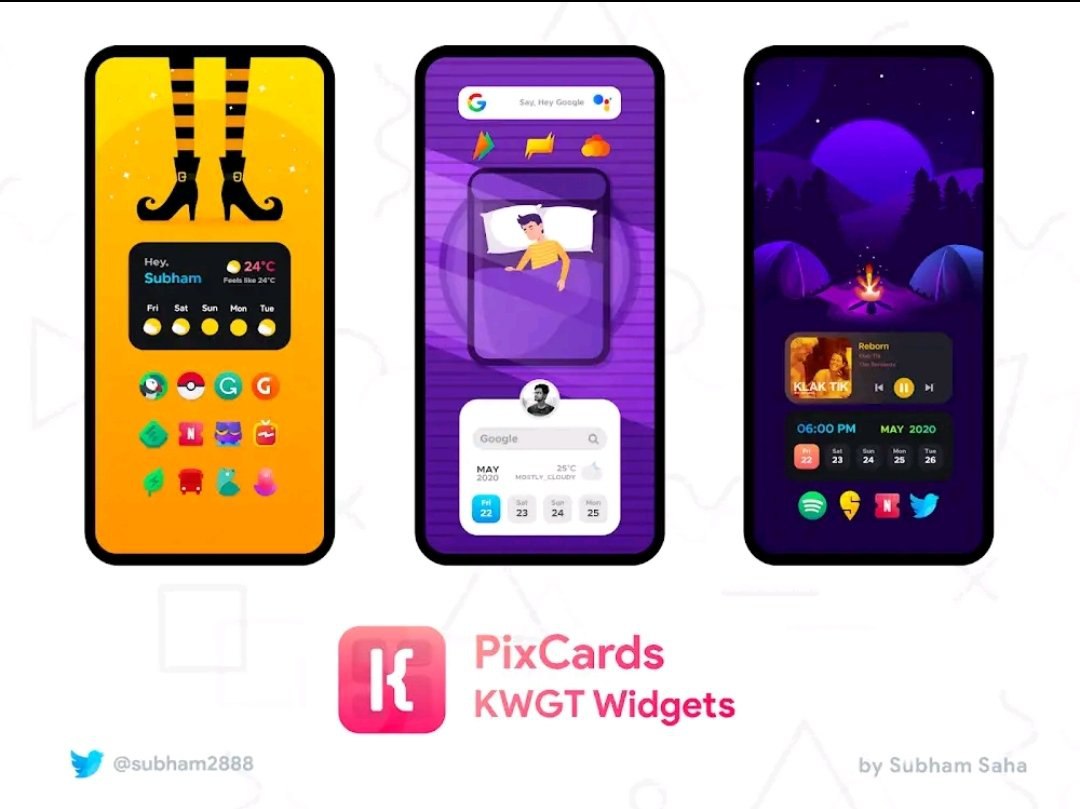 Hey,
Subham
24°C
Feels like 24°C
Fri Sat Sun Mon Tue
Say, Hey Google
Google
MAY
2020
25°C
MOSTLY_CLOUDY
Fri Sat Sun Mon
22 23 24 25
Reborn
Klak Tik
KLAK TIK
06:00 PM MAY 2020
Fri Sat Sun Mon Tue
22 23 24 25 26
PixCards
KWGT Widgets
@subham2888
by Subham Saha